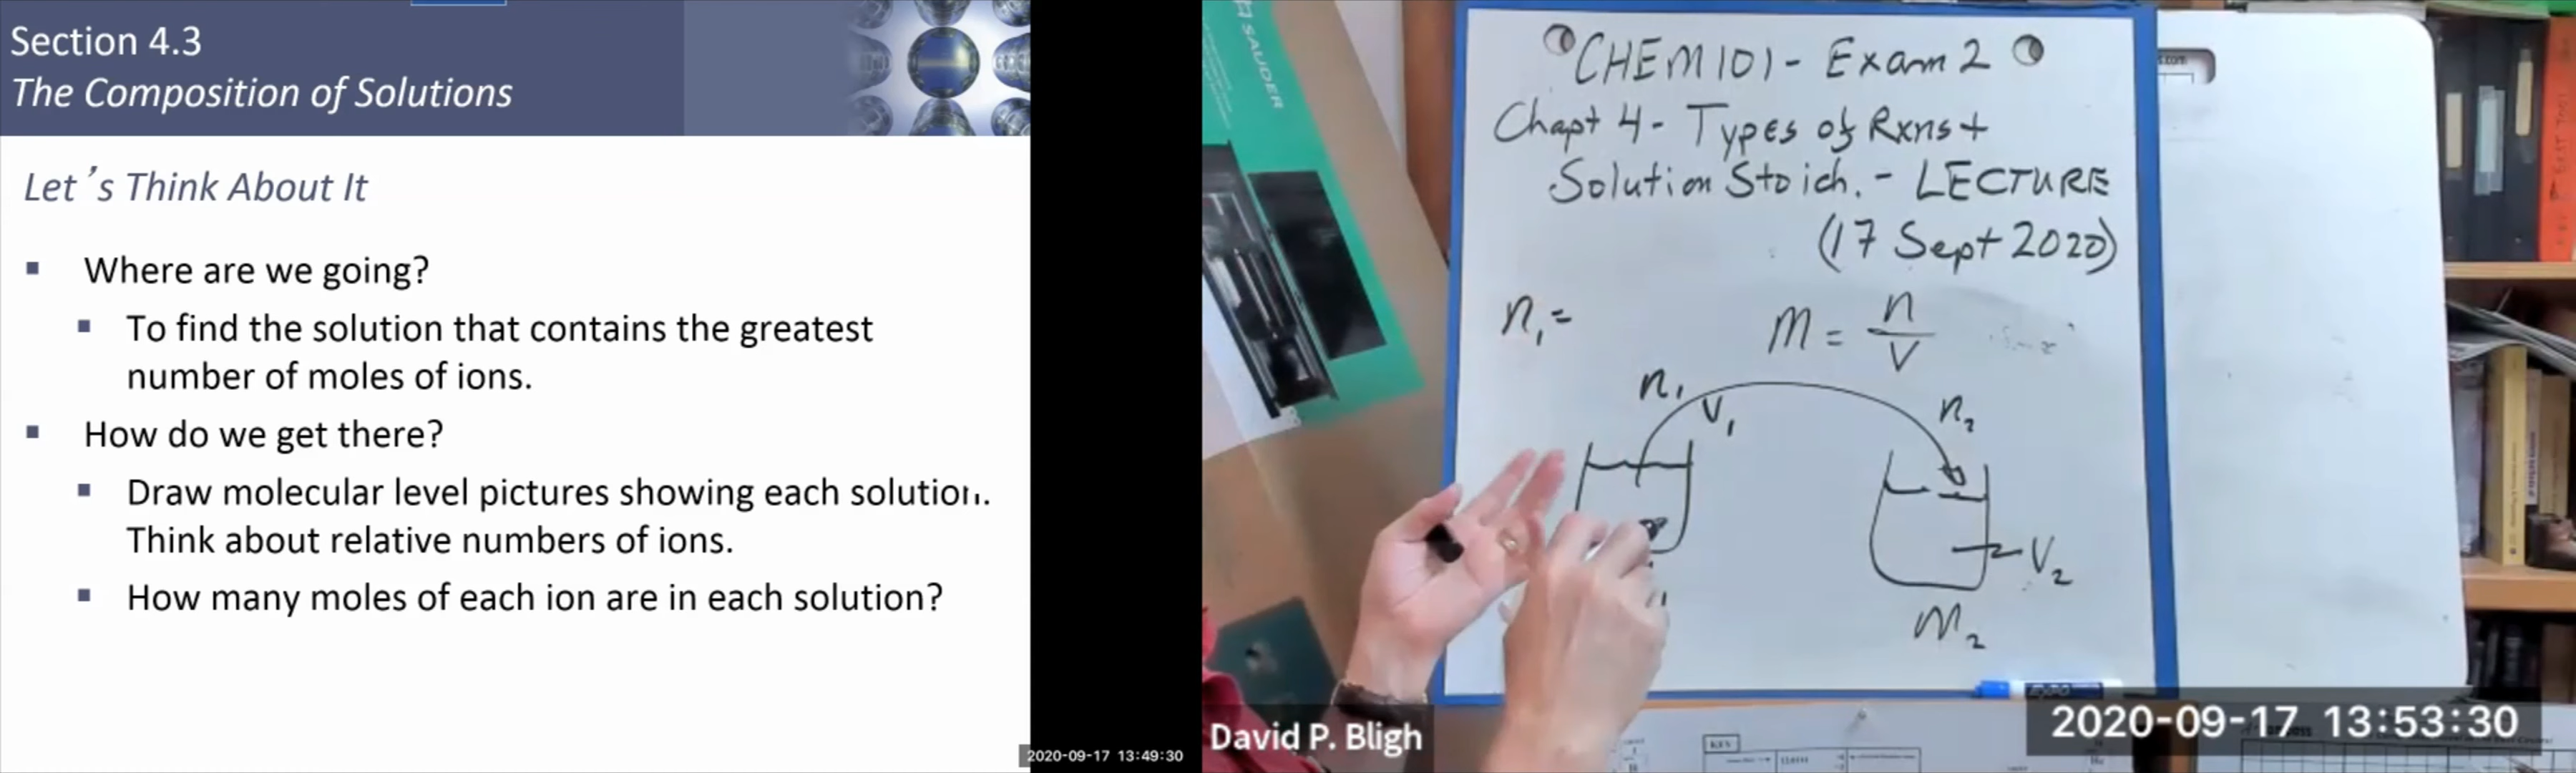 Section 4.3
The Composition of Solutions
Let's Think About It
Where are we going?
To find the solution that contains the greatest
number of moles of ions.
How do we get there?
Draw molecular level pictures showing each solution.
Think about relative numbers of ions.
How many moles of each ion are in each solution?
2020-09-17 13:49:30
SAUDER
CHEM 101 - Exam 2
Chapt 4 - Types of Rxns +
Solution Stoich. - LECTURE
(17 Sept 2020)
n₁ =
M = n/V
n₁
V₁
n₂
V₂
M₂
EXPO
KEY
David P. Bligh
2020-09-17 13:53:30